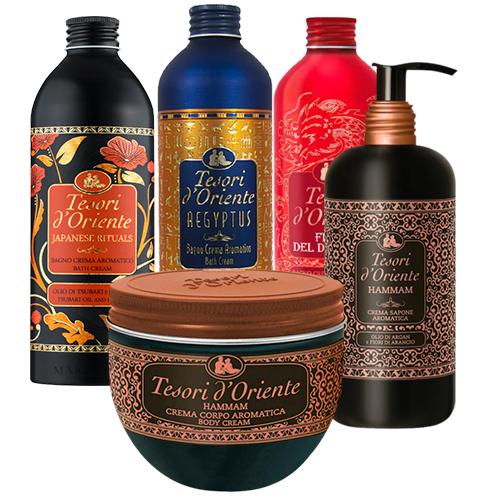 Tesori
d'Oriente
JAPANESE RITUALS
BAGNO CREMA AROMATICO
BATH CREAM
OLIO DI TSUBAKI E
TSUBAKI OIL AND
Tesori
d'Oriente
AEGYPTUS
Bagno Crema Aromatico
Bath Cream
Tesori
d'O
DEL D
Tesori
d'Oriente
HAMMAM
CREMA SAPONE
AROMATICA
OLIO DI ARGAN
E FIORI DI ARANCIO
Tesori d'Oriente
HAMMAM
CREMA CORPO AROMATICA
BODY CREAM